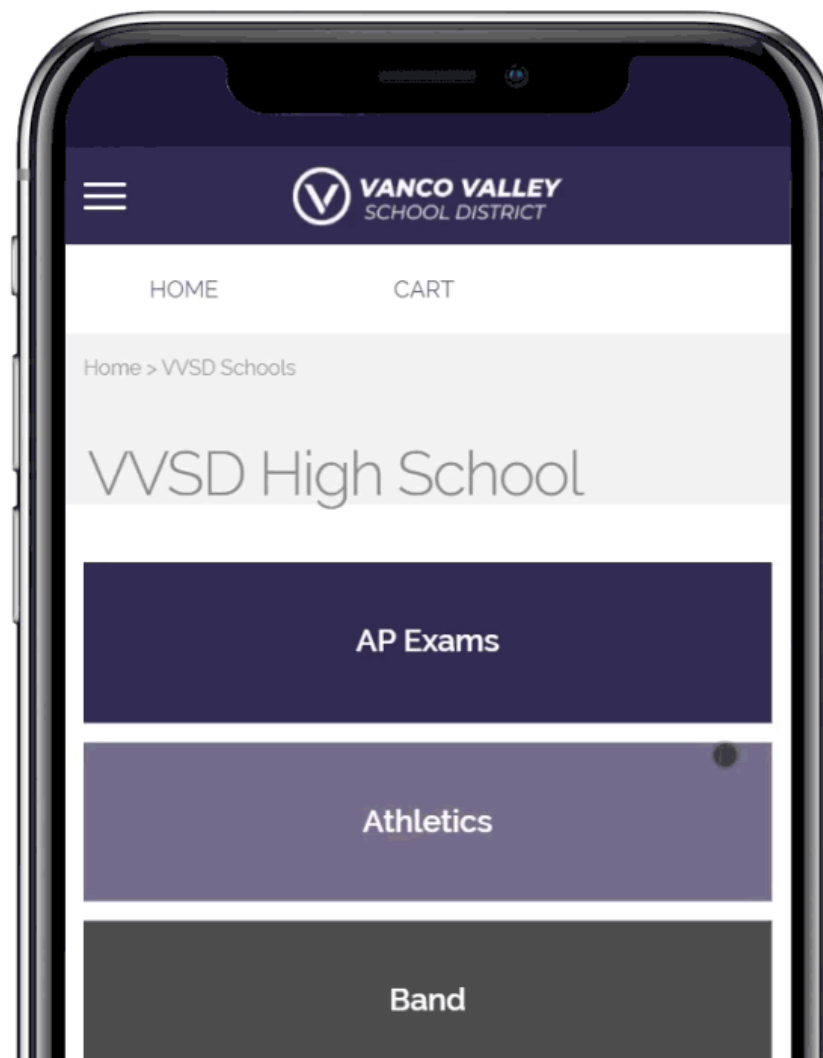 VANCO VALLEY
SCHOOL DISTRICT
HOME CART
Home > VVSD Schools
VVSD High School
AP Exams
Athletics
Band